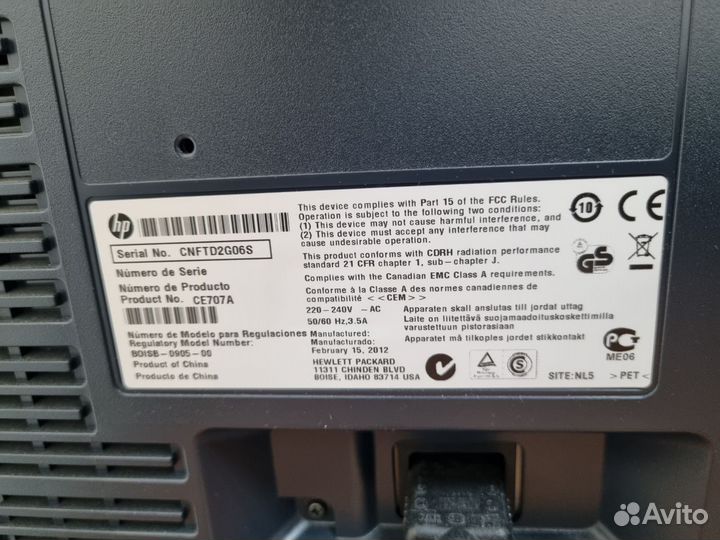 hp
Serial No. CNFTD2G06S
Número de Serie
Número de Producto
Product No. CE707A
Número de Modelo para Regulaciones
Regulatory Model Number:
BOISB-0905-00
Product of China
Producto de China
This device complies with Part 15 of the FCC Rules.
Operation is subject to the following two conditions:
(1) This device may not cause harmful interference, and
(2) This device must accept any interference that may
cause undesirable operation.
This product conforms with CDRH radiation performance
standard 21 CFR chapter 1, sub-chapter J.
Complies with the Canadian EMC Class A requirements.
Conforme à la Classe A des normes canadiennes de
compatibilité <<CEM>>
220-240V ~ AC
50/60 Hz, 3.5A
Manufactured:
Manufacturado:
February 15, 2012
HEWLETT PACKARD
11311 CHINDEN BLVD
BOISE, IDAHO 83714 USA
Apparaten skall anslutas till jordat uttag
Laite on liitettävä suojamaadoituskoskettimilla
varustettuun pistorasiaan
Apparatet må tilkoples jordet stikkontakt
10
CE
GS
PG
ME06
N
TÜV
S
SITE:NL5
>PET<
Avito